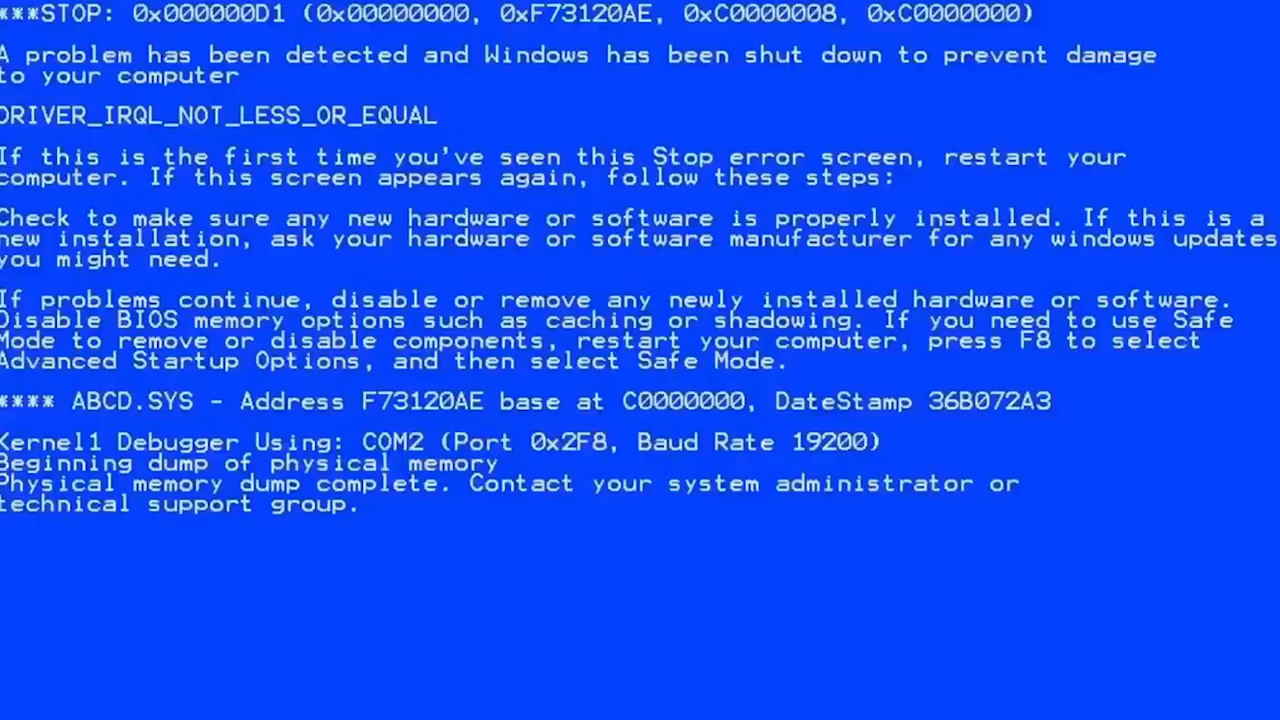 ***STOP: 0x000000D1 (0x00000000, 0xF73120AE, 0xC0000008, 0xC0000000)
A problem has been detected and Windows has been shut down to prevent damage
to your computer
DRIVER_IRQL_NOT_LESS_OR_EQUAL
If this is the first time you've seen this Stop error screen, restart your
computer. If this screen appears again, follow these steps:
Check to make sure any new hardware or software is properly installed. If this is a
new installation, ask your hardware or software manufacturer for any windows updates
you might need.
If problems continue, disable or remove any newly installed hardware or software.
Disable BIOS memory options such as caching or shadowing. If you need to use Safe
Mode to remove or disable components, restart your computer, press F8 to select
Advanced Startup Options, and then select Safe Mode.
**** ABCD.SYS - Address F73120AE base at C0000000, DateStamp 36B072A3
Kernel1 Debugger Using: COM2 (Port 0x2F8, Baud Rate 19200)
Beginning dump of physical memory
Physical memory dump complete. Contact your system administrator or
technical support group.